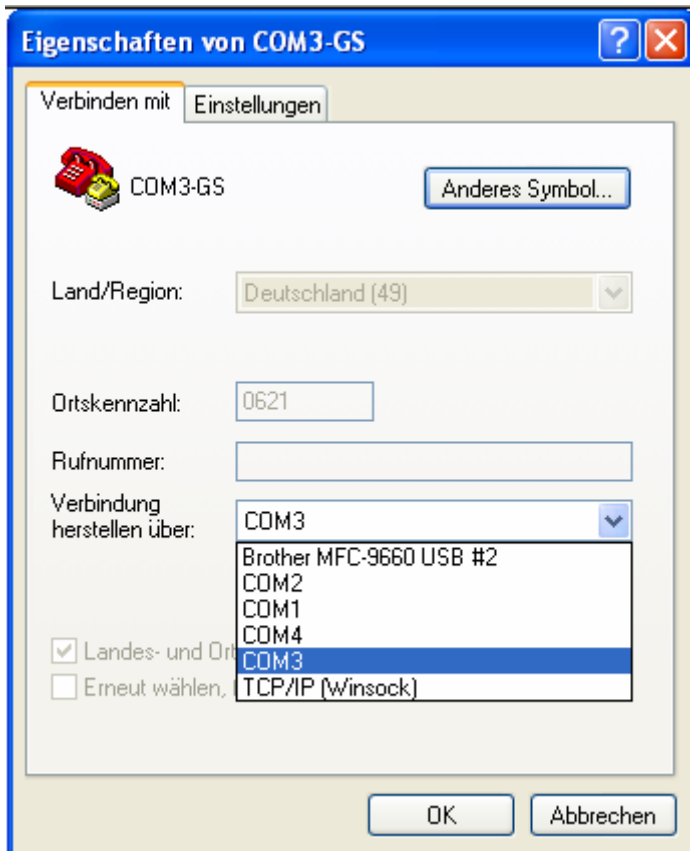 Eigenschaften von COM3-GS
Verbinden mit
Einstellungen
COM3-GS
Anderes Symbol...
Land/Region:
Deutschland (49)
Ortskennzahl:
0621
Rufnummer:
Verbindung
herstellen über:
COM3
Brother MFC-9660 USB #2
COM2
COM1
COM4
COM3
TCP/IP (Winsock)
Landes- und Ort
Erneut wählen,
OK
Abbrechen